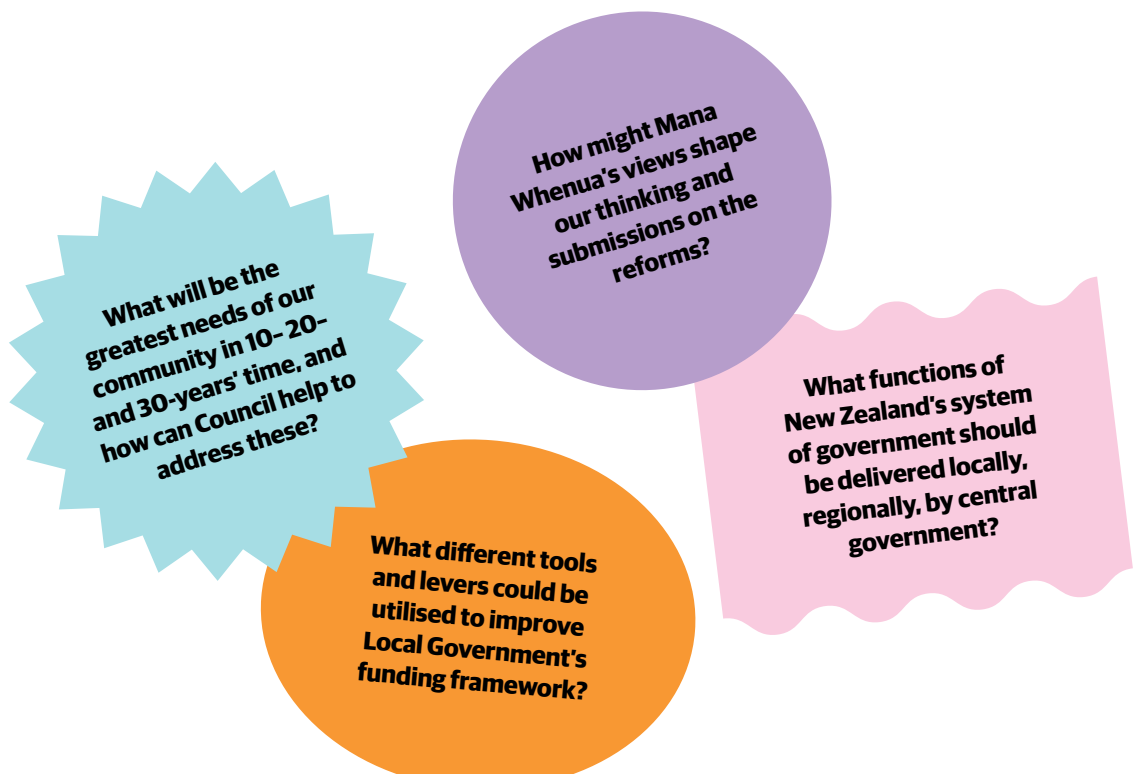 How might Mana
Whenua's views shape
our thinking and
submissions on the
reforms?
What will be the
greatest needs of our
community in 10– 20–
and 30-years' time, and
how can Council help to
address these?
What functions of
New Zealand's system
of government should
be delivered locally,
regionally, by central
government?
What different tools
and levers could be
utilised to improve
Local Government's
funding framework?